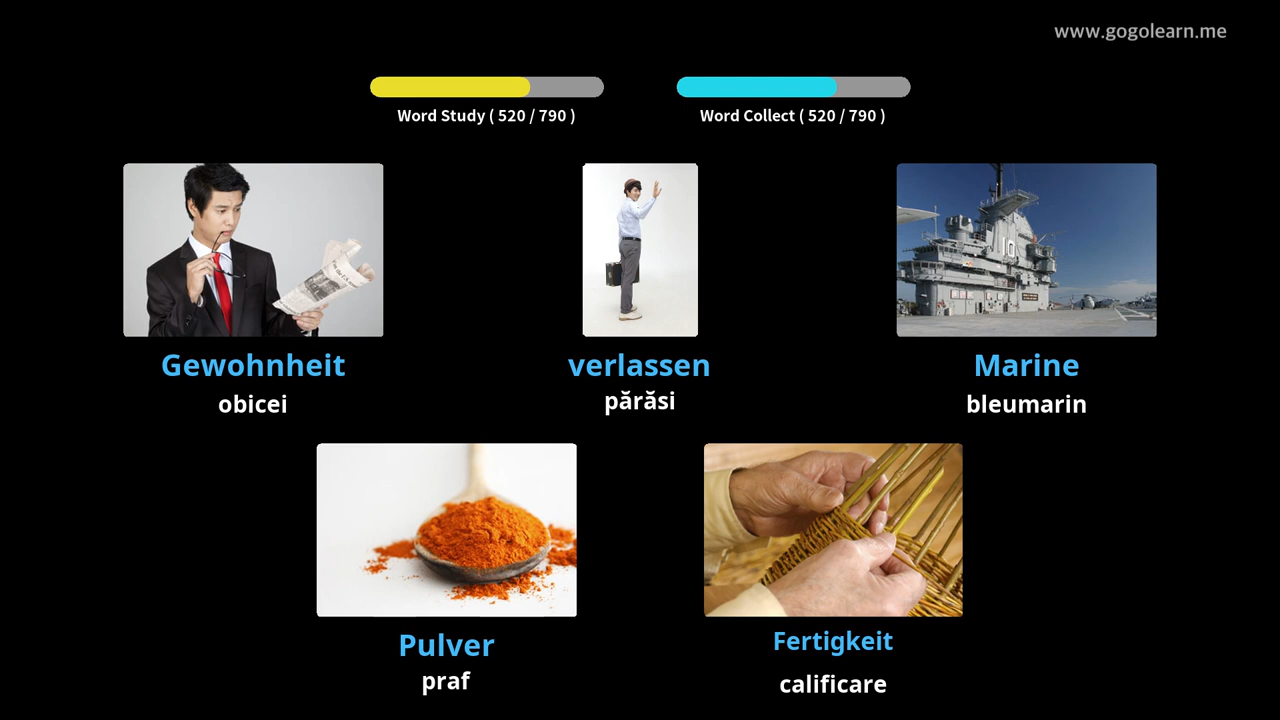 www.gogolearn.me
Word Study ( 520 / 790 )
Word Collect ( 520 / 790 )
Gewohnheit
obicei
verlassen
părăsi
Marine
bleumarin
10
Pulver
praf
Fertigkeit
calificare